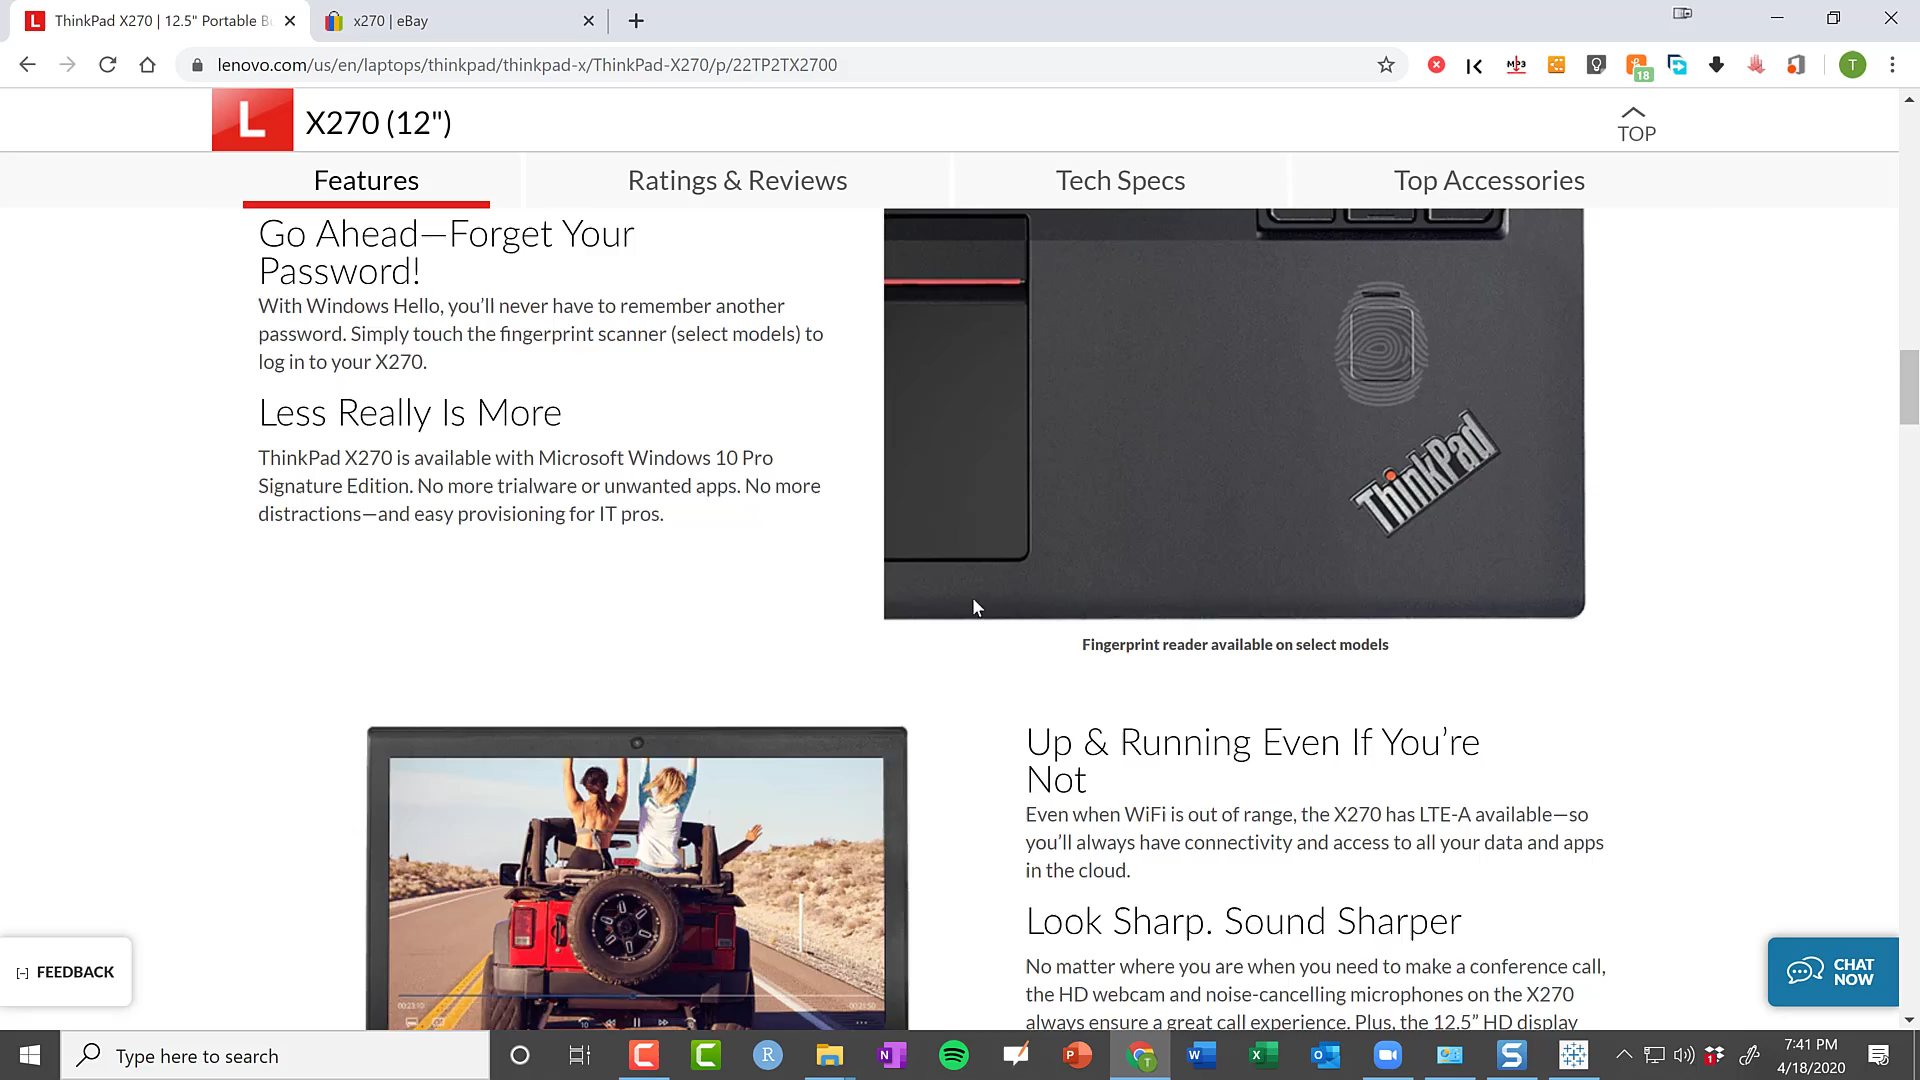 ThinkPad X270 | 12.5" Portable B
x270 | eBay
lenovo.com/us/en/laptops/thinkpad/thinkpad-x/ThinkPad-X270/p/22TP2TX2700
MP3
18
T
L
X270 (12")
TOP
Features
Ratings & Reviews
Tech Specs
Top Accessories
Go Ahead—Forget Your
Password!
With Windows Hello, you’ll never have to remember another
password. Simply touch the fingerprint scanner (select models) to
log in to your X270.
Less Really Is More
ThinkPad X270 is available with Microsoft Windows 10 Pro
Signature Edition. No more trialware or unwanted apps. No more
distractions—and easy provisioning for IT pros.
ThinkPad
Fingerprint reader available on select models
Up & Running Even If You’re
Not
Even when WiFi is out of range, the X270 has LTE-A available—so
you’ll always have connectivity and access to all your data and apps
in the cloud.
Look Sharp. Sound Sharper
No matter where you are when you need to make a conference call,
the HD webcam and noise-cancelling microphones on the X270
always ensure a great call experience. Plus, the 12.5” HD display
[-] FEEDBACK
CHAT
NOW
Type here to search
7:41 PM
4/18/2020